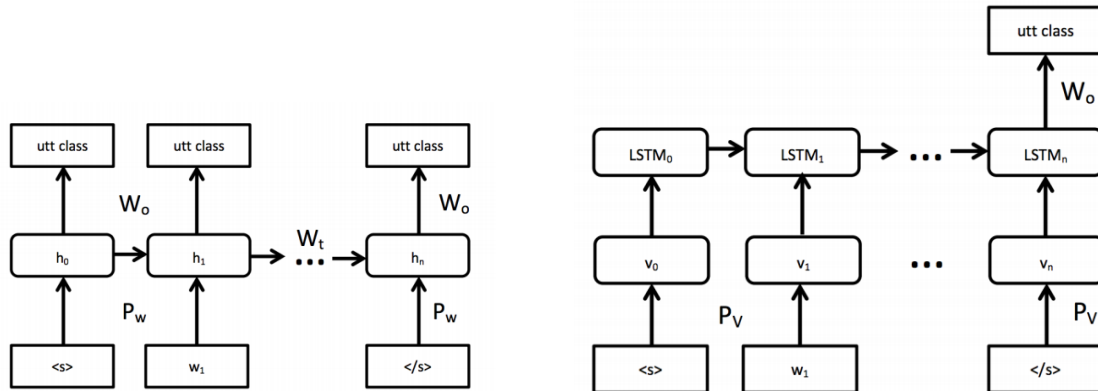 utt class utt class utt class
W_o W_o
h_0 h_1 W_t ... h_n
P_w P_w
<s> w_1 </s>
utt class
W_o
LSTM_0 LSTM_1 ... LSTM_n
v_0 v_1 ... v_n
P_V P_V
<s> w_1 </s>